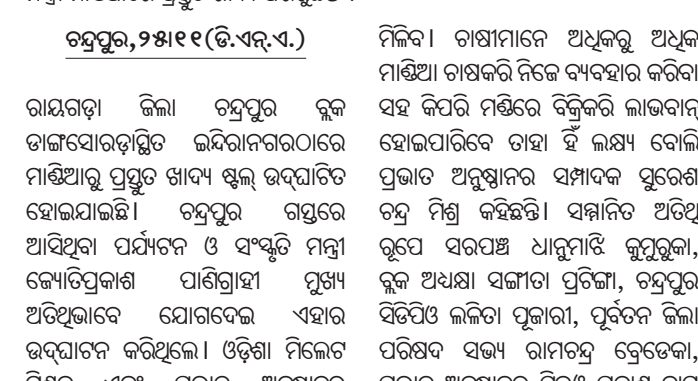 ଚନ୍ଦ୍ରପୁର,୨୫ା୧୧(ଡି.ଏନ୍.ଏ.)
ରାୟଗଡ଼ା ଜିଲା ଚନ୍ଦ୍ରପୁର ବ୍ଲକ
ଡାଙ୍ଗସୋରଡ଼ାସ୍ଥିତ ଇନ୍ଦିରାନଗରଠାରେ
ମାଣ୍ଡିଆରୁ ପ୍ରସ୍ତୁତ ଖାଦ୍ୟ ଷ୍ଟଲ୍ ଉଦ୍‌ଘାଟିତ
ହୋଇଯାଇଛି। ଚନ୍ଦ୍ରପୁର ଗସ୍ତରେ
ଆସିଥିବା ପର୍ଯ୍ୟଟନ ଓ ସଂସ୍କୃତି ମନ୍ତ୍ରୀ
ଜ୍ୟୋତିପ୍ରକାଶ ପାଣିଗ୍ରାହୀ ମୁଖ୍ୟ
ଅତିଥିଭାବେ ଯୋଗଦେଇ ଏହାର
ଉଦ୍‌ଘାଟନ କରିଥିଲେ। ଓଡ଼ିଶା ମିଲେଟ
ମିଳିବ। ଚାଷୀମାନେ ଅଧିକରୁ ଅଧିକ
ମାଣ୍ଡିଆ ଚାଷକରି ନିଜେ ବ୍ୟବହାର କରିବା
ସହ କିପରି ମଣ୍ଡିରେ ବିକ୍ରିକରି ଲାଭବାନ୍
ହୋଇପାରିବେ ତାହା ହିଁ ଲକ୍ଷ୍ୟ ବୋଲି
ପ୍ରଭାତ ଅନୁଷ୍ଠାନର ସମ୍ପାଦକ ସୁରେଶ
ଚନ୍ଦ୍ର ମିଶ୍ର କହିଛନ୍ତି। ସମ୍ମାନିତ ଅତିଥି
ରୂପେ ସରପଞ୍ଚ ଧାନୁମାଝି କୁମୁରୁକା,
ବ୍ଲକ ଅଧ୍ୟକ୍ଷା ସଙ୍ଗୀତା ପ୍ରଟିଙ୍ଗା, ଚନ୍ଦ୍ରପୁର
ସିଡିପିଓ ଲଳିତା ପୂଜାରୀ, ପୂର୍ବତନ ଜିଲା
ପରିଷଦ ସଭ୍ୟ ରାମଚନ୍ଦ୍ର ବ୍ରେଡେକା,